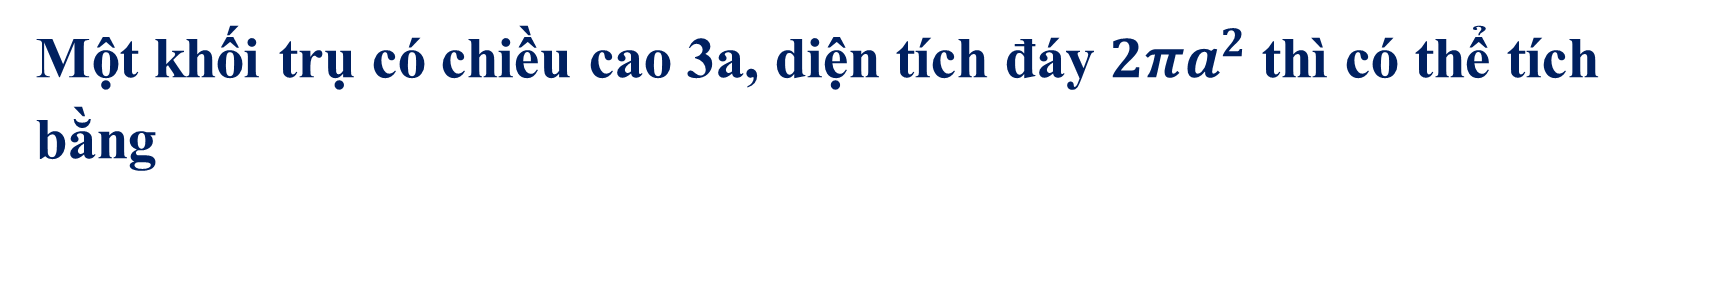 Một khối trụ có chiều cao 3a, diện tích đáy 2πa² thì có thể tích
bằng